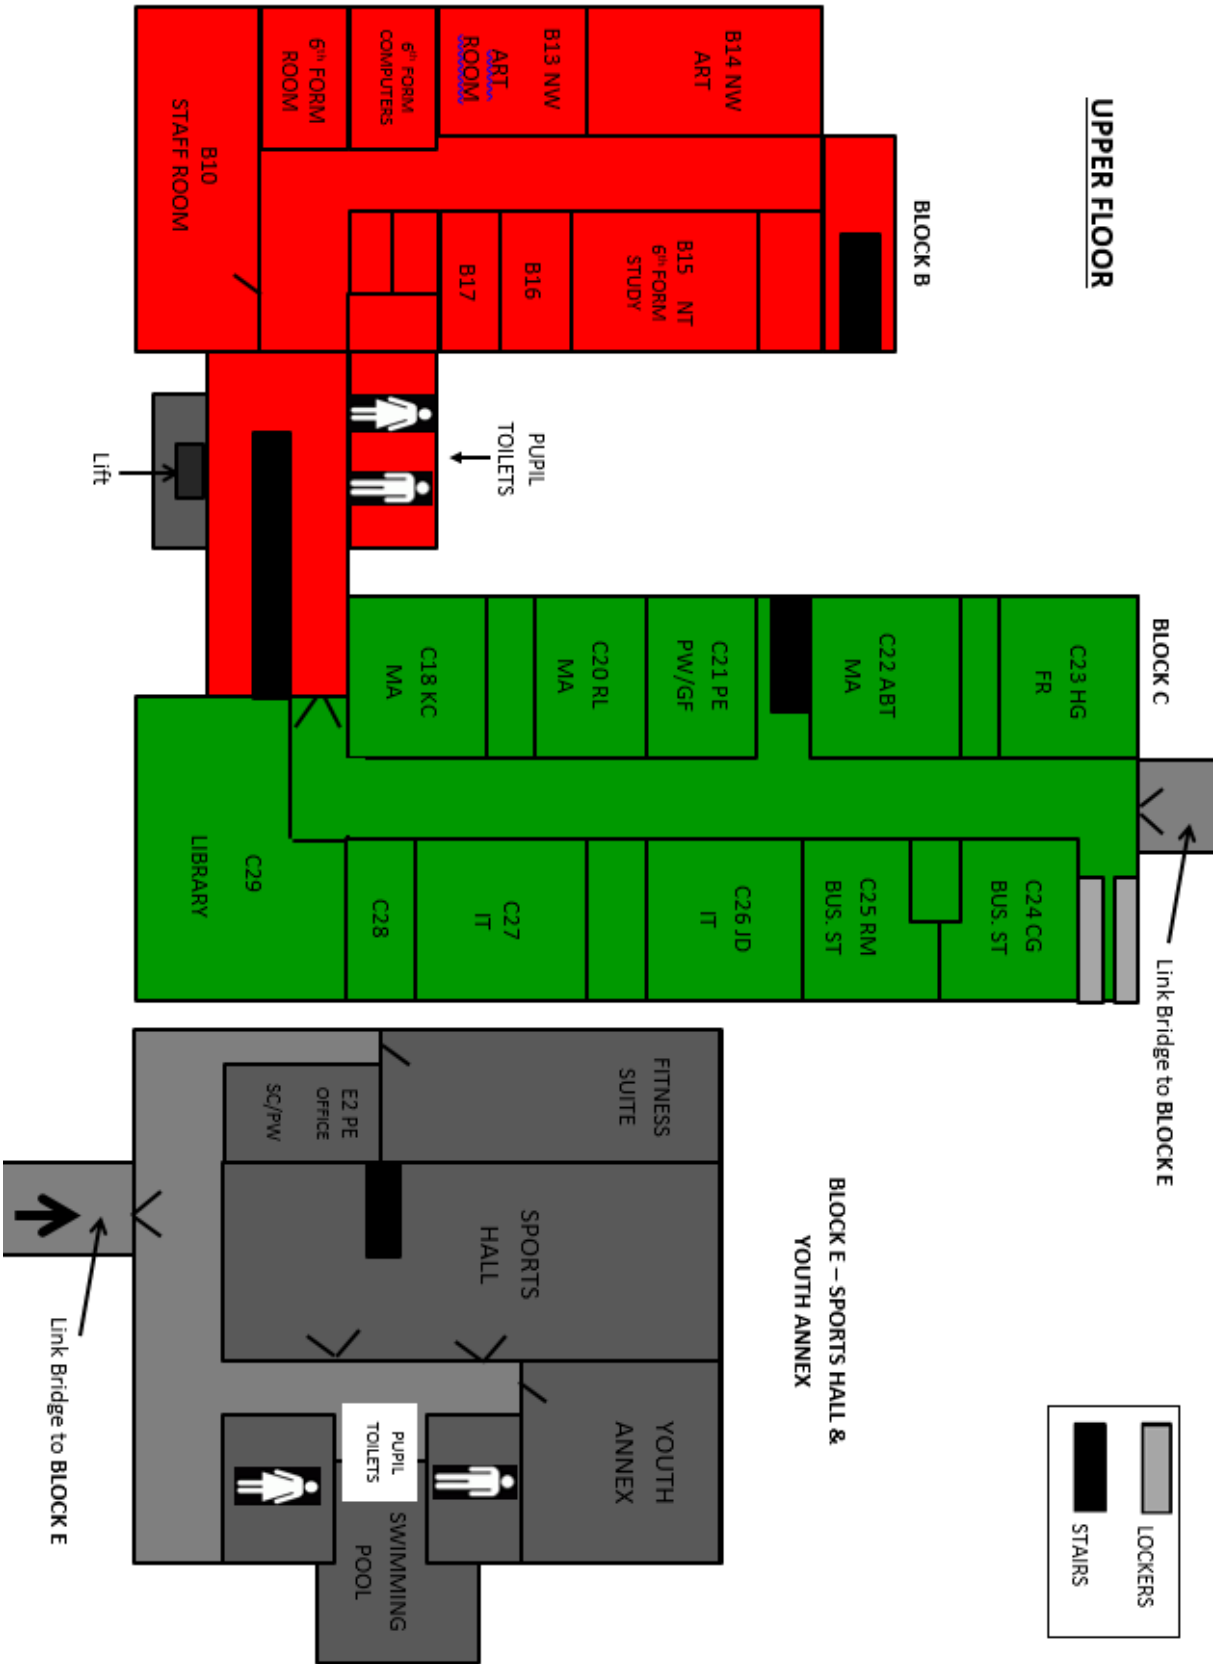 UPPER FLOOR
BLOCK B
B14 NW
ART
B13 NW
ART
ROOM
6th FORM
COMPUTERS
6th FORM
ROOM
B10
STAFF ROOM
B15 NT
6th FORM
STUDY
B16
B17
PUPIL
TOILETS
Lift
BLOCK C
C23 HG
FR
C22 ABT
MA
C21 PE
PW/GF
C20 RL
MA
C18 KC
MA
Link Bridge to BLOCK E
C24 CG
BUS. ST
C25 RM
BUS. ST
C26 JD
IT
C27
IT
C28
C29
LIBRARY
BLOCK E – SPORTS HALL &
YOUTH ANNEX
FITNESS
SUITE
E2 PE
OFFICE
SC/PW
SPORTS
HALL
YOUTH
ANNEX
PUPIL
TOILETS
SWIMMING
POOL
Link Bridge to BLOCK E
LOCKERS
STAIRS